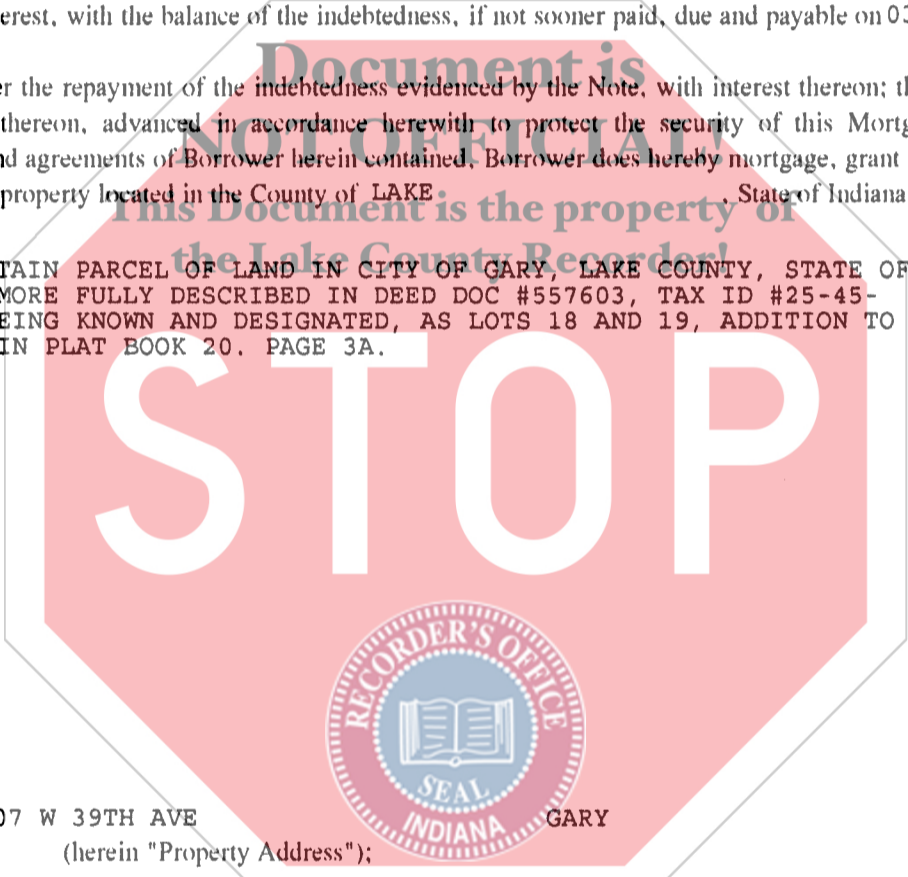 erest, with the balance of the indebtedness, if not sooner paid, due and payable on 03
Document is
er the repayment of the indebtedness evidenced by the Note, with interest thereon; th
thereon, advanced in accordance herewith to protect the security of this Mortg
NOT OFFICIAL!
nd agreements of Borrower herein contained, Borrower does hereby mortgage, grant
property located in the County of LAKE , State of Indiana
This Document is the property of
the Lake County Recorder!
TAIN PARCEL OF LAND IN CITY OF GARY, LAKE COUNTY, STATE OF
MORE FULLY DESCRIBED IN DEED DOC #557603, TAX ID #25-45-
EING KNOWN AND DESIGNATED, AS LOTS 18 AND 19, ADDITION TO
IN PLAT BOOK 20. PAGE 3A.
STOP
RECORDER'S OFFICE
SEAL
INDIANA
07 W 39TH AVE GARY
(herein "Property Address");